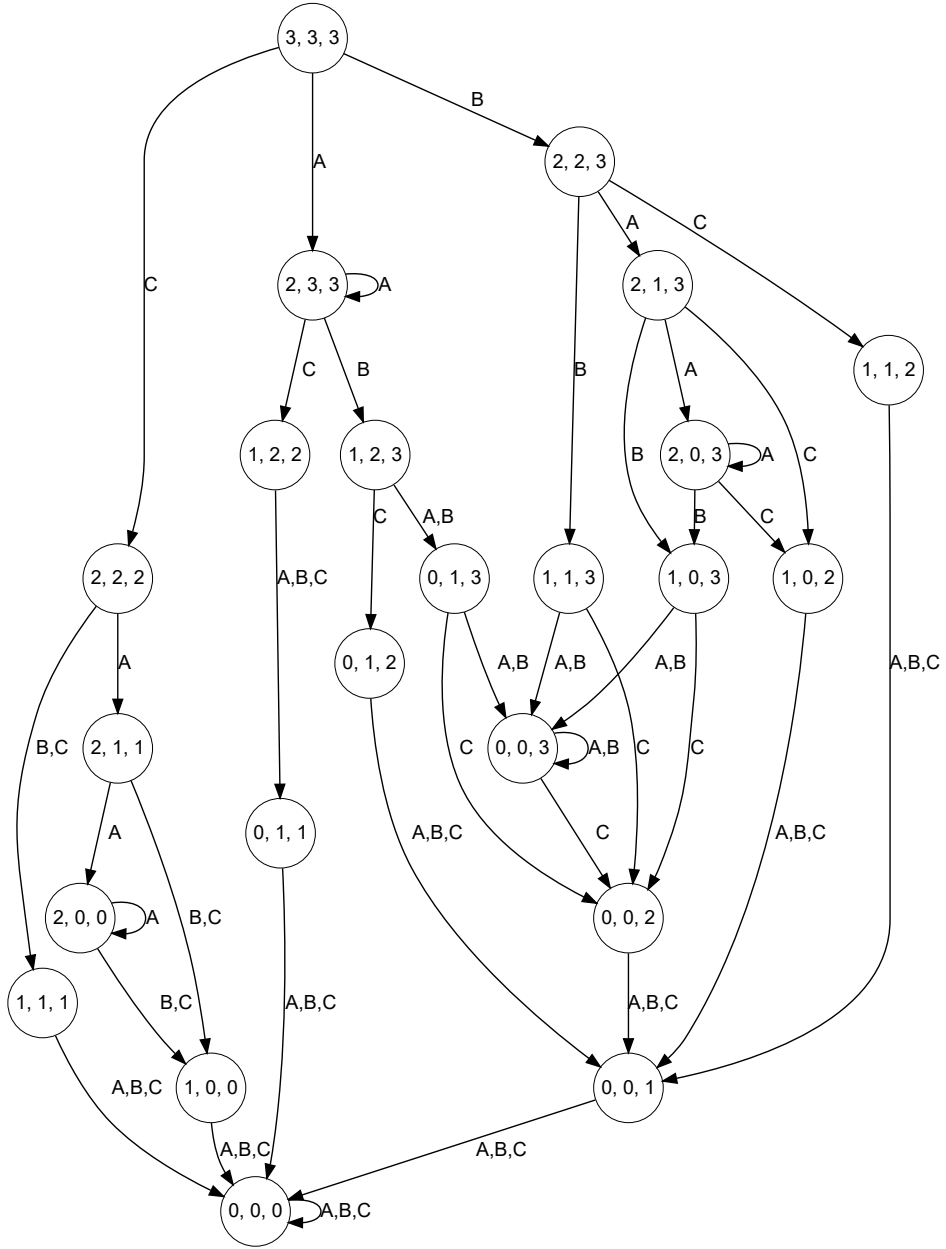 3, 3, 3
B
2, 2, 3
A
A
C
2, 3, 3
A
2, 1, 3
C
C
B
B
A
1, 1, 2
1, 2, 2
1, 2, 3
B
2, 0, 3
A
C
C
A,B
B
C
2, 2, 2
A,B,C
0, 1, 3
1, 1, 3
1, 0, 3
1, 0, 2
A
0, 1, 2
A,B
A,B
A,B
A,B,C
B,C
2, 1, 1
C
0, 0, 3
A,B
C
C
A
0, 1, 1
A,B,C
C
A,B,C
2, 0, 0
A
B,C
0, 0, 2
1, 1, 1
B,C
A,B,C
A,B,C
A,B,C
1, 0, 0
0, 0, 1
A,B,C
A,B,C
0, 0, 0
A,B,C